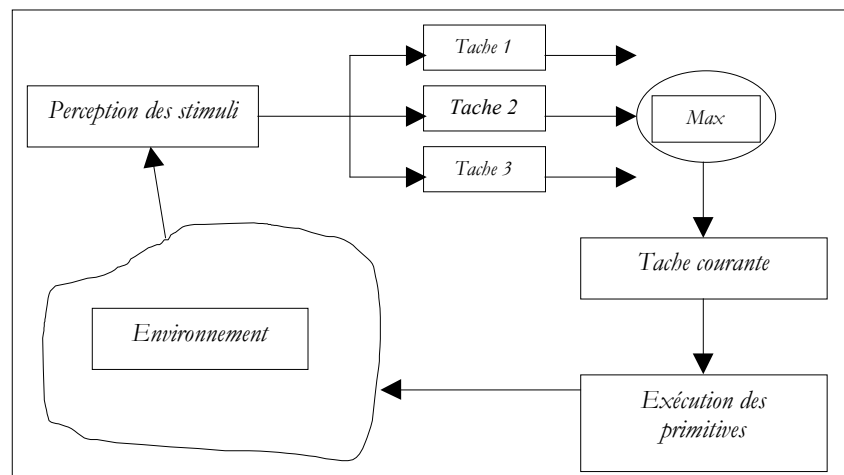 Tache 1
Perception des stimuli
Tache 2
Max
Tache 3
Tache courante
Environnement
Exécution des
primitives